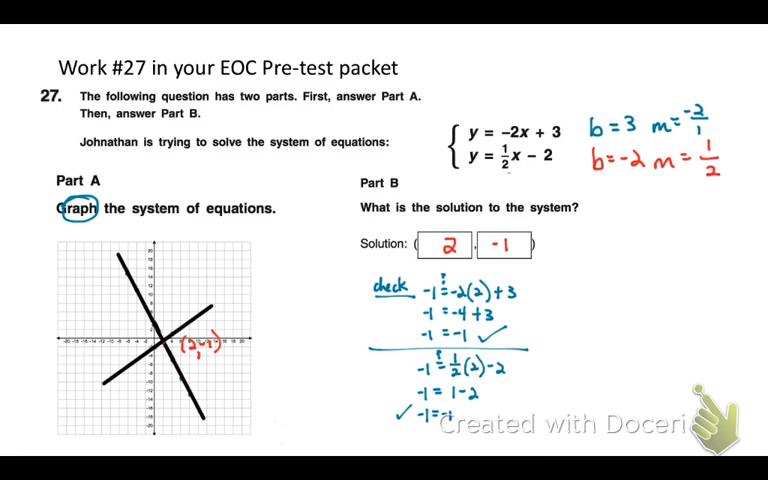 Work #27 in your EOC Pre-test packet
27. The following question has two parts. First, answer Part A.
Then, answer Part B.
Johnathan is trying to solve the system of equations:
y = −2x + 3
y = 1/2 x − 2
b = 3 m = -2/1
b = -2 m = 1/2
Part A
Graph the system of equations.
(2,-1)
Part B
What is the solution to the system?
Solution: ( 2 , -1 )
check -1 ≟ -2(2)+3
-1 = -4+3
-1 = -1 ✓
-1 ≟ 1/2 (2)-2
-1 = 1-2
✓ -1=-1
Created with Doceri